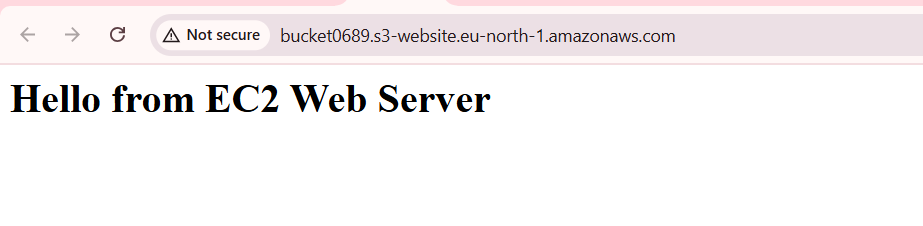 Not secure bucket0689.s3-website.eu-north-1.amazonaws.com
Hello from EC2 Web Server